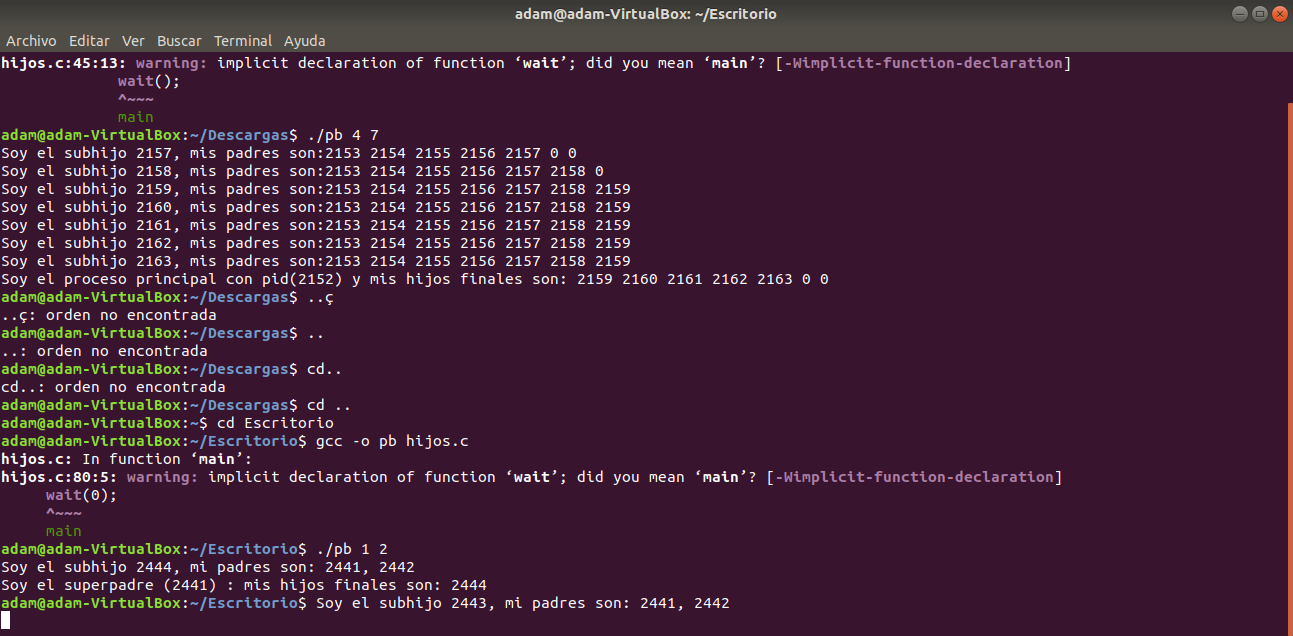 adam@adam-VirtualBox: ~/Escritorio
Archivo Editar Ver Buscar Terminal Ayuda
hijos.c:45:13: warning: implicit declaration of function ‘wait’; did you mean ‘main’? [-Wimplicit-function-declaration]
             wait();
             ^~~~
             main
adam@adam-VirtualBox:~/Descargas$ ./pb 4 7
Soy el subhijo 2157, mis padres son:2153 2154 2155 2156 2157 0 0
Soy el subhijo 2158, mis padres son:2153 2154 2155 2156 2157 2158 0
Soy el subhijo 2159, mis padres son:2153 2154 2155 2156 2157 2158 2159
Soy el subhijo 2160, mis padres son:2153 2154 2155 2156 2157 2158 2159
Soy el subhijo 2161, mis padres son:2153 2154 2155 2156 2157 2158 2159
Soy el subhijo 2162, mis padres son:2153 2154 2155 2156 2157 2158 2159
Soy el subhijo 2163, mis padres son:2153 2154 2155 2156 2157 2158 2159
Soy el proceso principal con pid(2152) y mis hijos finales son: 2159 2160 2161 2162 2163 0 0
adam@adam-VirtualBox:~/Descargas$ ..ç
..ç: orden no encontrada
adam@adam-VirtualBox:~/Descargas$ ..
..: orden no encontrada
adam@adam-VirtualBox:~/Descargas$ cd..
cd..: orden no encontrada
adam@adam-VirtualBox:~/Descargas$ cd ..
adam@adam-VirtualBox:~$ cd Escritorio
adam@adam-VirtualBox:~/Escritorio$ gcc -o pb hijos.c
hijos.c: In function ‘main’:
hijos.c:80:5: warning: implicit declaration of function ‘wait’; did you mean ‘main’? [-Wimplicit-function-declaration]
     wait(0);
     ^~~~
     main
adam@adam-VirtualBox:~/Escritorio$ ./pb 1 2
Soy el subhijo 2444, mi padres son: 2441, 2442
Soy el superpadre (2441) : mis hijos finales son: 2444
adam@adam-VirtualBox:~/Escritorio$ Soy el subhijo 2443, mi padres son: 2441, 2442